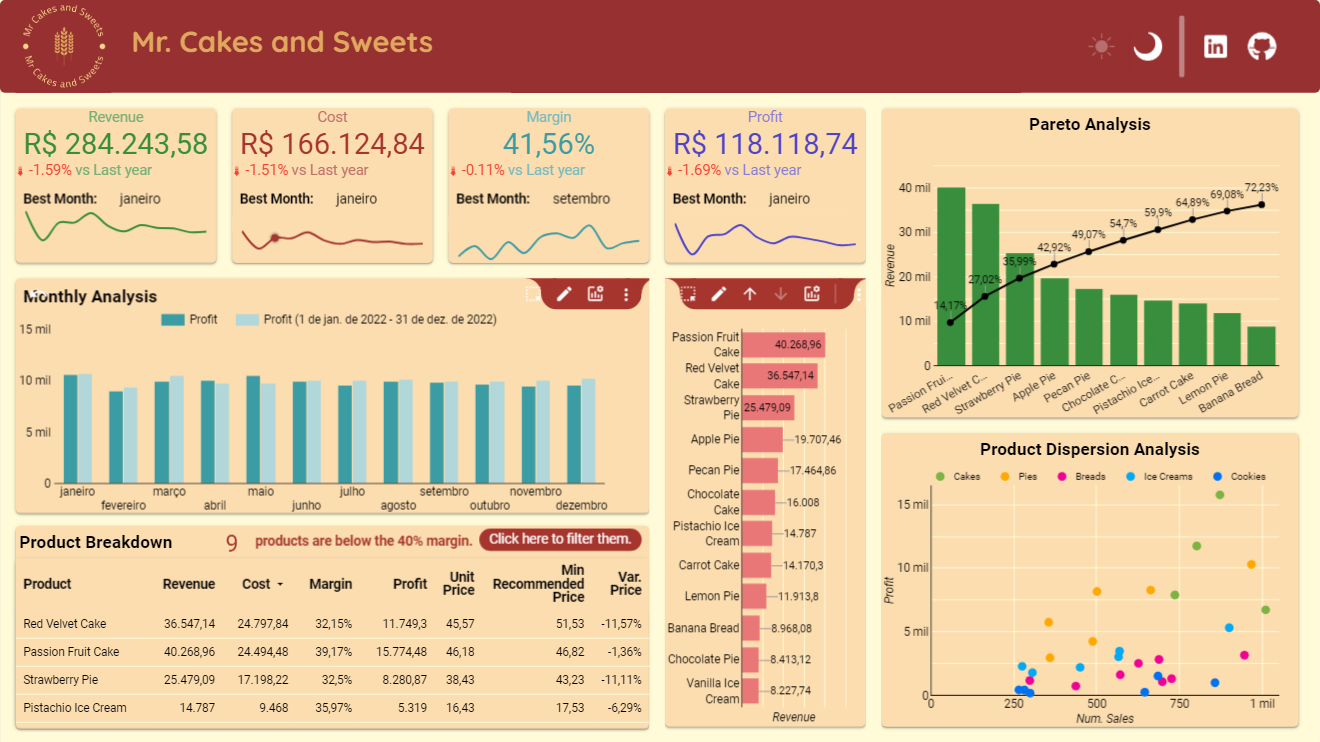 Mr Cakes and Sweets
Mr Cakes and Sweets
Mr. Cakes and Sweets
Revenue
R$ 284.243,58
-1.59% vs Last year
Best Month: janeiro
Cost
R$ 166.124,84
-1.51% vs Last year
Best Month: janeiro
Margin
41,56%
-0.11% vs Last year
Best Month: setembro
Profit
R$ 118.118,74
-1.69% vs Last year
Best Month: janeiro
Monthly Analysis
Profit
Profit (1 de jan. de 2022 - 31 de dez. de 2022)
15 mil
10 mil
5 mil
0
janeiro
fevereiro
março
abril
maio
junho
julho
agosto
setembro
outubro
novembro
dezembro
Product Breakdown
9 products are below the 40% margin.
Click here to filter them.
Product Revenue Cost Margin Profit Unit Price Min Recommended Price Var. Price
Red Velvet Cake 36.547,14 24.797,84 32,15% 11.749,3 45,57 51,53 -11,57%
Passion Fruit Cake 40.268,96 24.494,48 39,17% 15.774,48 46,18 46,82 -1,36%
Strawberry Pie 25.479,09 17.198,22 32,5% 8.280,87 38,43 43,23 -11,11%
Pistachio Ice Cream 14.787 9.468 35,97% 5.319 16,43 17,53 -6,29%
Passion Fruit Cake 40.268,96
Red Velvet Cake 36.547,14
Strawberry Pie 25.479,09
Apple Pie 19.707,46
Pecan Pie 17.464,86
Chocolate Cake 16.008
Pistachio Ice Cream 14.787
Carrot Cake 14.170,3
Lemon Pie 11.913,8
Banana Bread 8.968,08
Chocolate Pie 8.413,12
Vanilla Ice Cream 8.227,74
Revenue
Pareto Analysis
Revenue
40 mil
30 mil
20 mil
10 mil
0
14,17%
27,02%
35,99%
42,92%
49,07%
54,7%
59,9%
64,89%
69,08%
72,23%
Passion Frui...
Red Velvet C...
Strawberry Pie
Apple Pie
Pecan Pie
Chocolate C...
Pistachio Ice...
Carrot Cake
Lemon Pie
Banana Bread
Product Dispersion Analysis
Cakes
Pies
Breads
Ice Creams
Cookies
Profit
15 mil
10 mil
5 mil
0
0
250
500
750
1 mil
Num. Sales